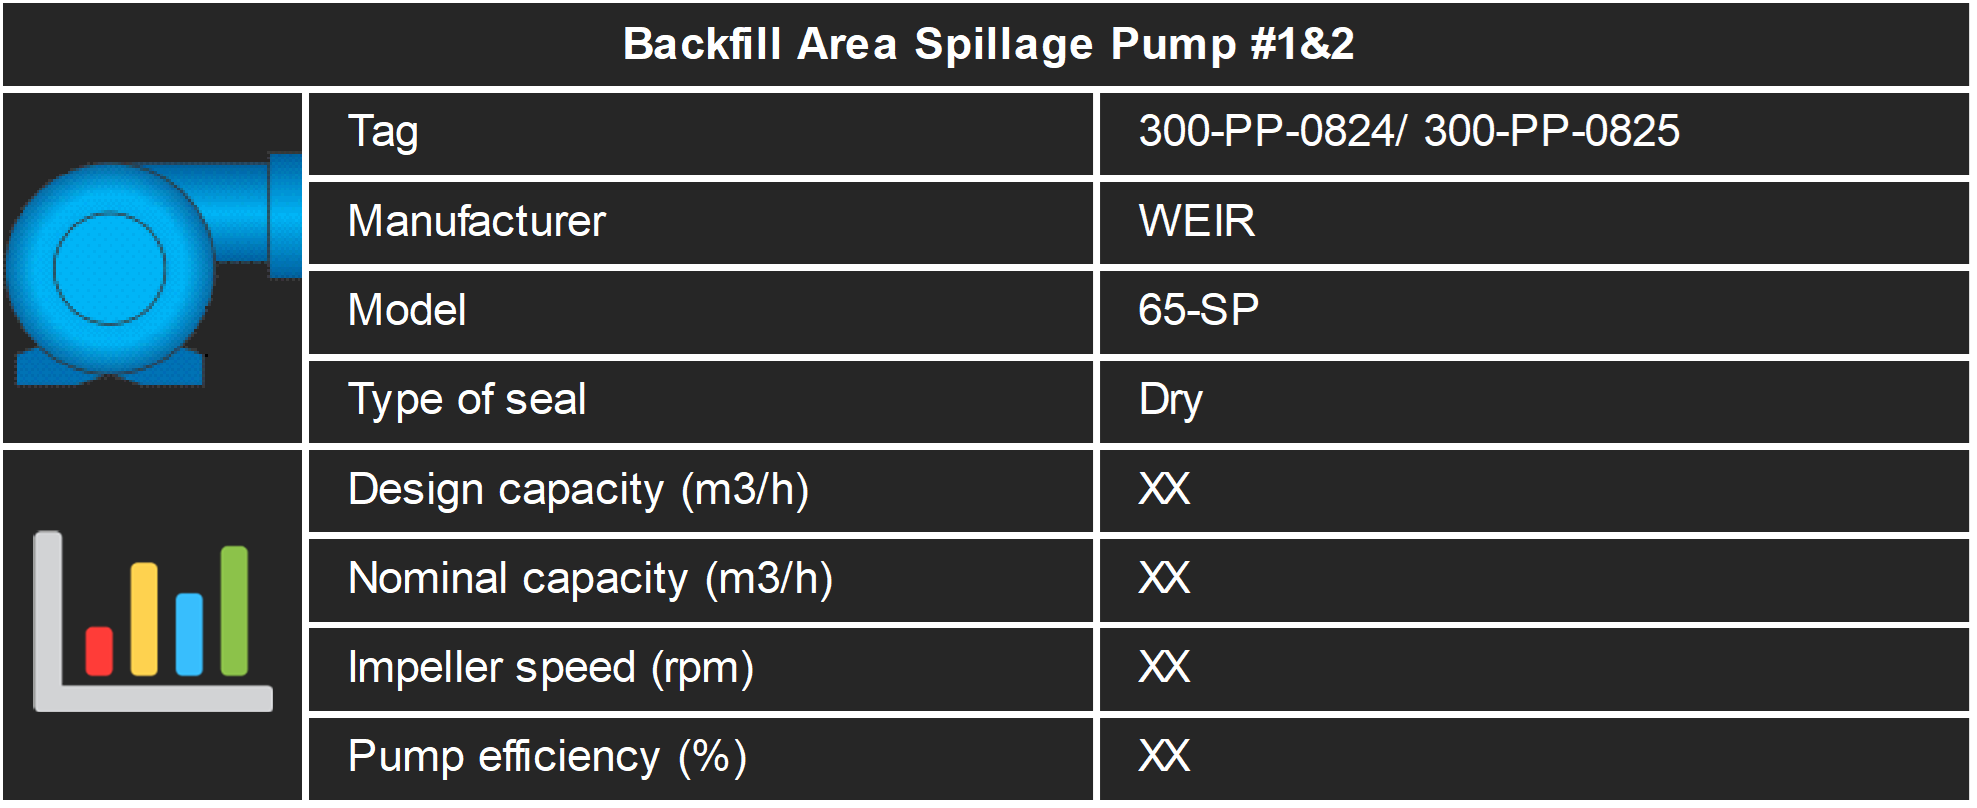 Backfill Area Spillage Pump #1&2
Tag 300-PP-0824/ 300-PP-0825
Manufacturer WEIR
Model 65-SP
Type of seal Dry
Design capacity (m3/h) XX
Nominal capacity (m3/h) XX
Impeller speed (rpm) XX
Pump efficiency (%) XX